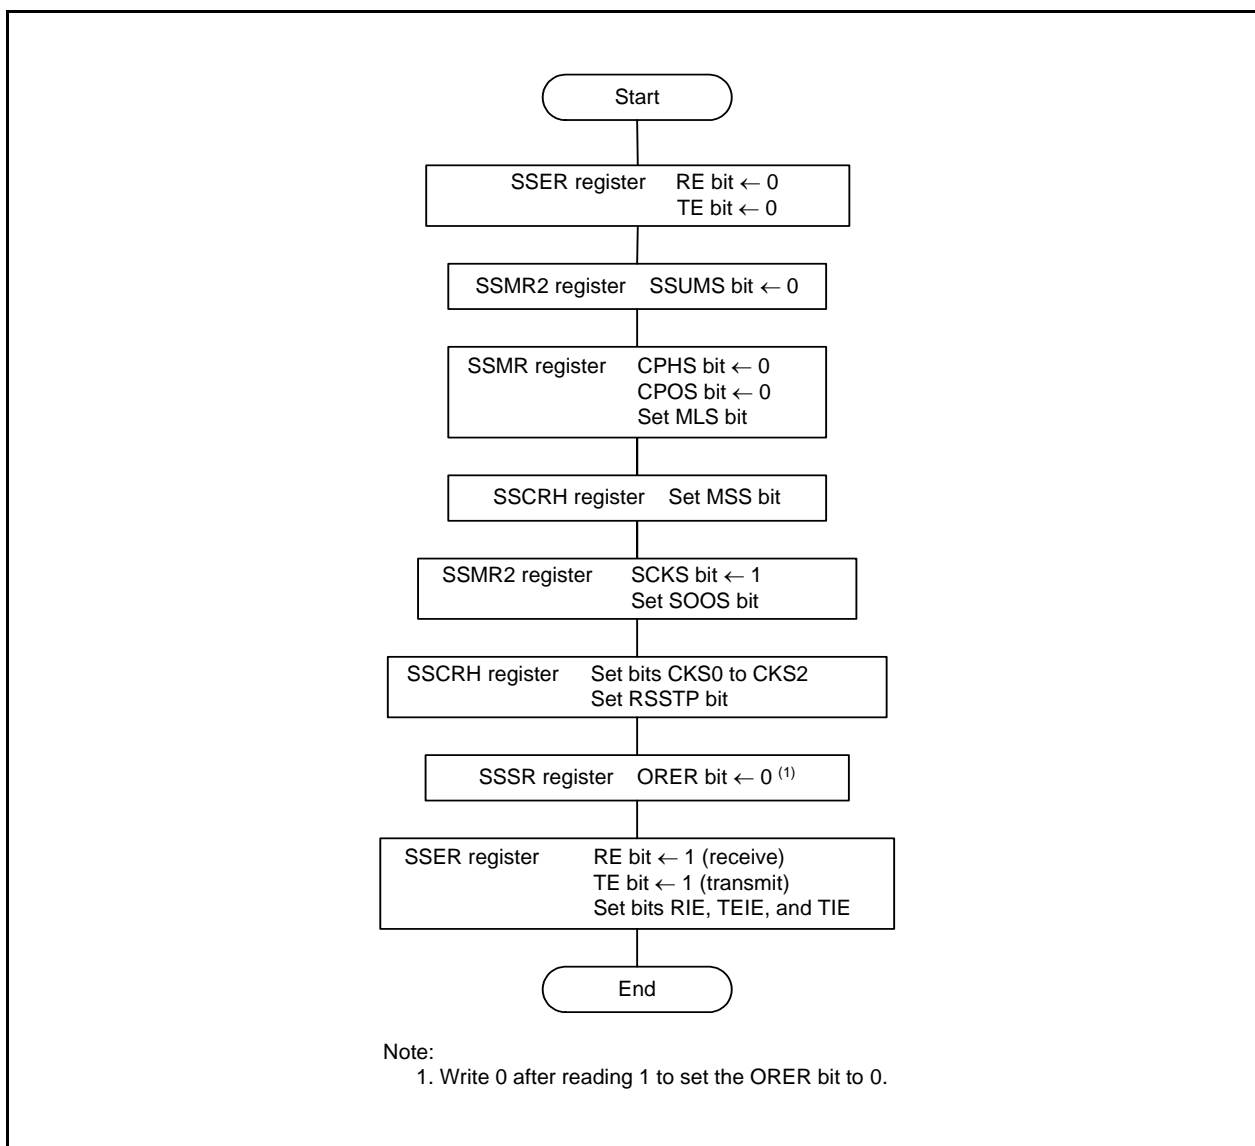 Start
SSER register RE bit ← 0
TE bit ← 0
SSMR2 register SSUMS bit ← 0
SSMR register CPHS bit ← 0
CPOS bit ← 0
Set MLS bit
SSCRH register Set MSS bit
SSMR2 register SCKS bit ← 1
Set SOOS bit
SSCRH register Set bits CKS0 to CKS2
Set RSSTP bit
SSSR register ORER bit ← 0 (1)
SSER register RE bit ← 1 (receive)
TE bit ← 1 (transmit)
Set bits RIE, TEIE, and TIE
End
Note:
1. Write 0 after reading 1 to set the ORER bit to 0.